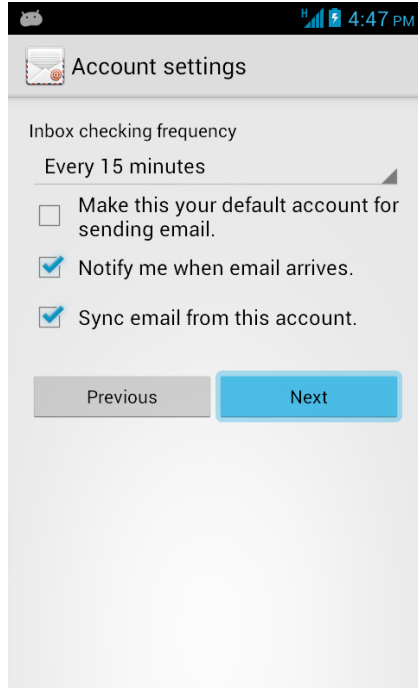 H 4:47 PM
Account settings
Inbox checking frequency
Every 15 minutes
Make this your default account for
sending email.
Notify me when email arrives.
Sync email from this account.
Previous Next